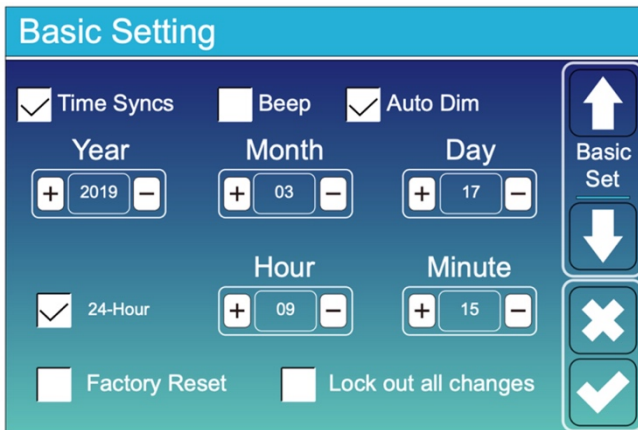 Basic Setting
Time Syncs Beep Auto Dim
Year Month Day
+ 2019 − + 03 − + 17 −
Basic
Set
Hour Minute
24-Hour + 09 − + 15 −
Factory Reset Lock out all changes